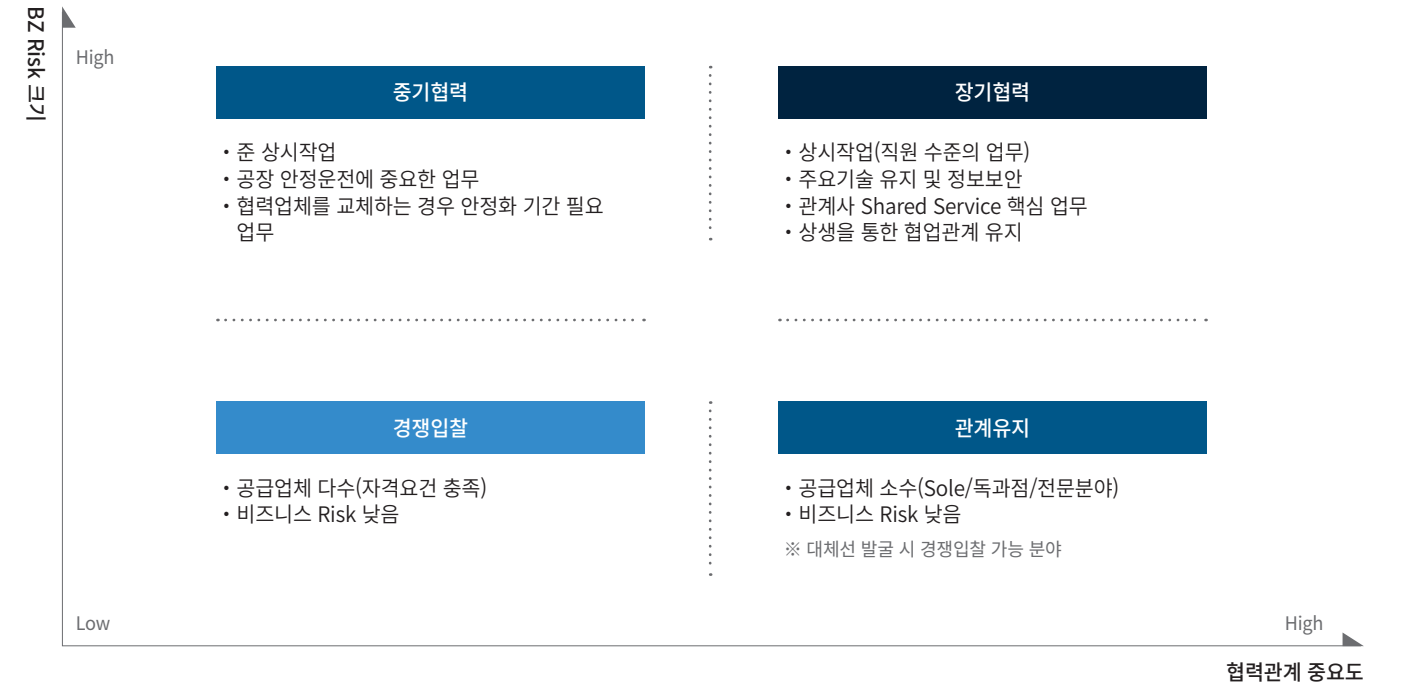 BZ Risk 크기
High
중기협력
・준 상시작업
・공장 안정운전에 중요한 업무
・협력업체를 교체하는 경우 안정화 기간 필요
업무
장기협력
・상시작업(직원 수준의 업무)
・주요기술 유지 및 정보보안
・관계사 Shared Service 핵심 업무
・상생을 통한 협업관계 유지
경쟁입찰
・공급업체 다수(자격요건 충족)
・비즈니스 Risk 낮음
관계유지
・공급업체 소수(Sole/독과점/전문분야)
・비즈니스 Risk 낮음
※ 대체선 발굴 시 경쟁입찰 가능 분야
Low
High
협력관계 중요도